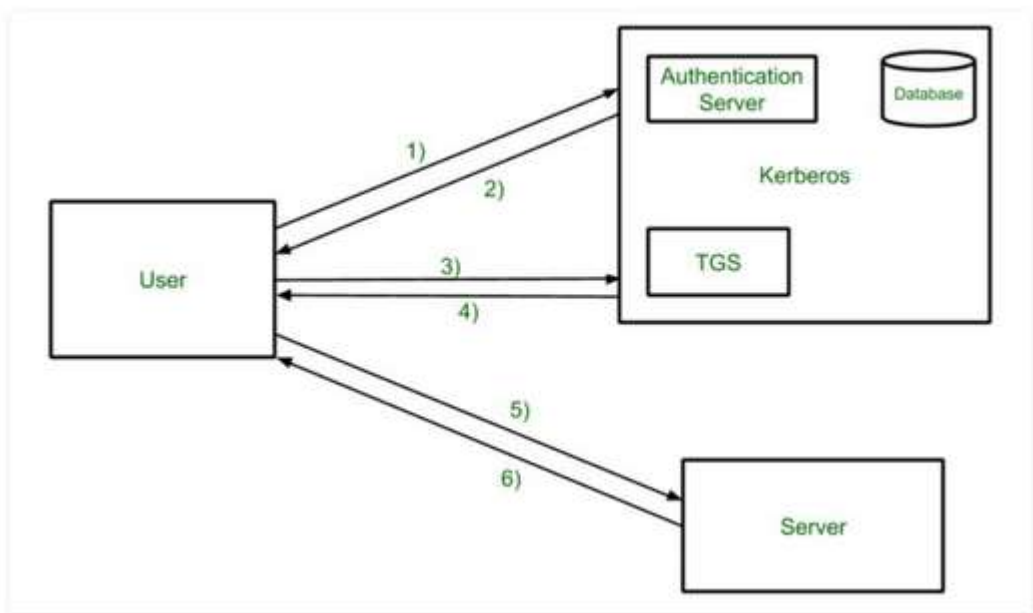 Authentication
Server
Database
Kerberos
1)
2)
User
3)
TGS
4)
5)
6)
Server